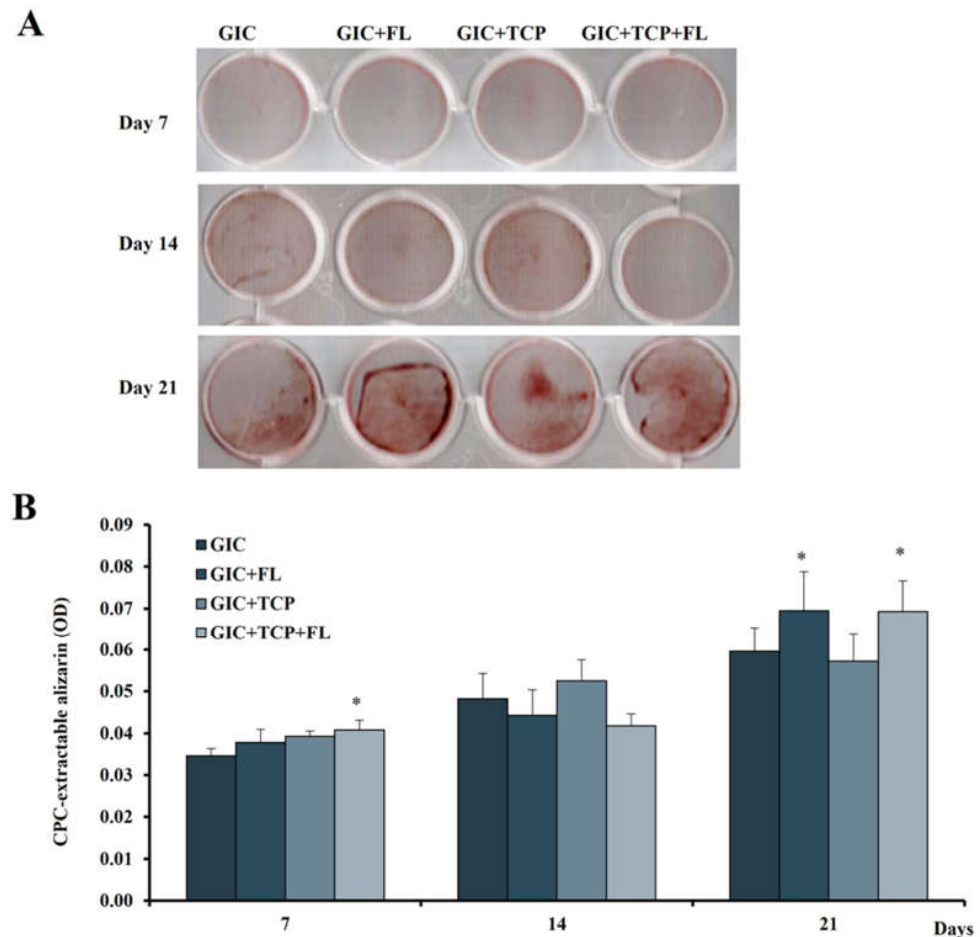 A
GIC GIC+FL GIC+TCP GIC+TCP+FL
Day 7
Day 14
Day 21
B
CPC-extractable alizarin (OD)
0.09
0.08
0.07
0.06
0.05
0.04
0.03
0.02
0.01
0.00
GIC
GIC+FL
GIC+TCP
GIC+TCP+FL
*
* *
7 14 21 Days